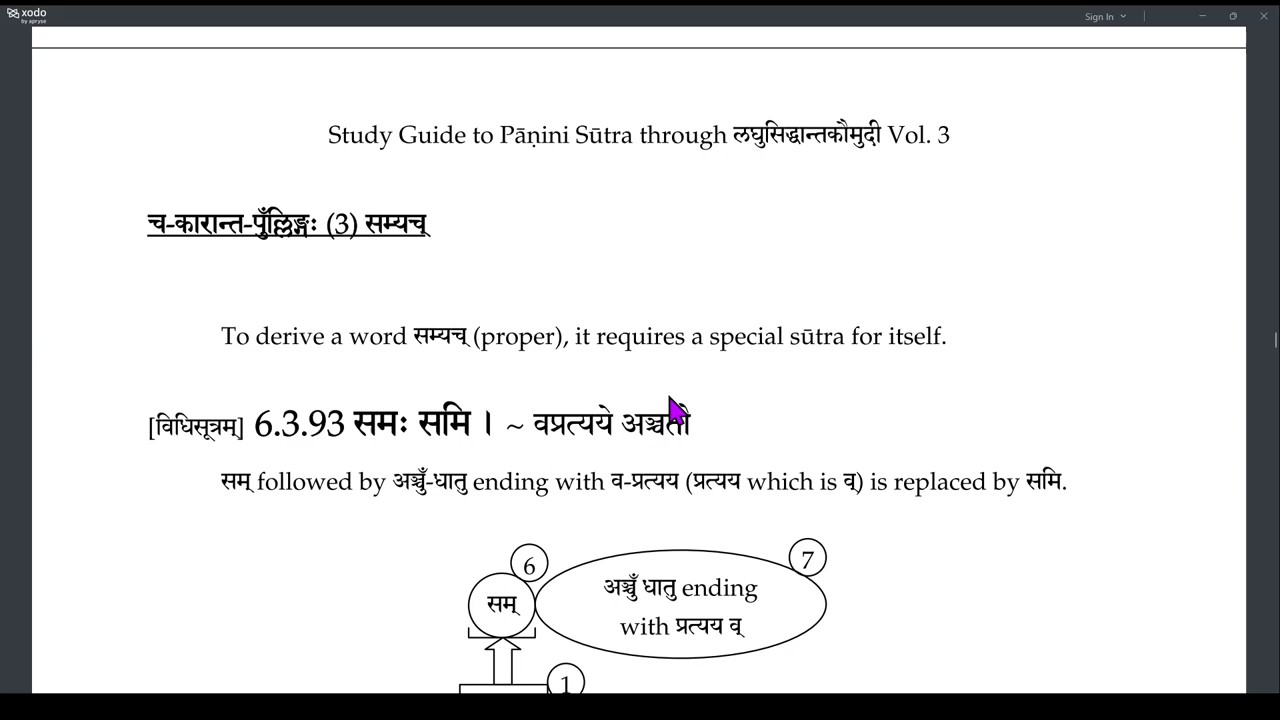 xodo
by apryse
Sign In
Study Guide to Pāṇini Sūtra through लघुसिद्धान्तकौमुदी Vol. 3
च-कारान्त-पुँल्लिङ्गः (3) सम्यच्
To derive a word सम्यच् (proper), it requires a special sūtra for itself.
[विधिसूत्रम्] 6.3.93 समः समि । ~ वप्रत्यये अञ्चतौ
सम् followed by अञ्चुँ-धातु ending with व-प्रत्यय (प्रत्यय which is व्) is replaced by समि.
6
7
सम्
अञ्चुँ धातु ending
with प्रत्यय व्
1